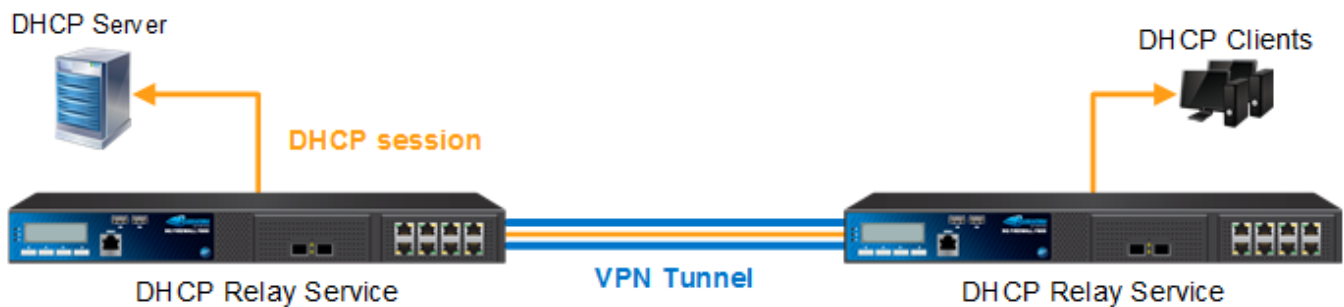 DHCP Server
DHCP Clients
DHCP session
VPN Tunnel
DHCP Relay Service
DHCP Relay Service